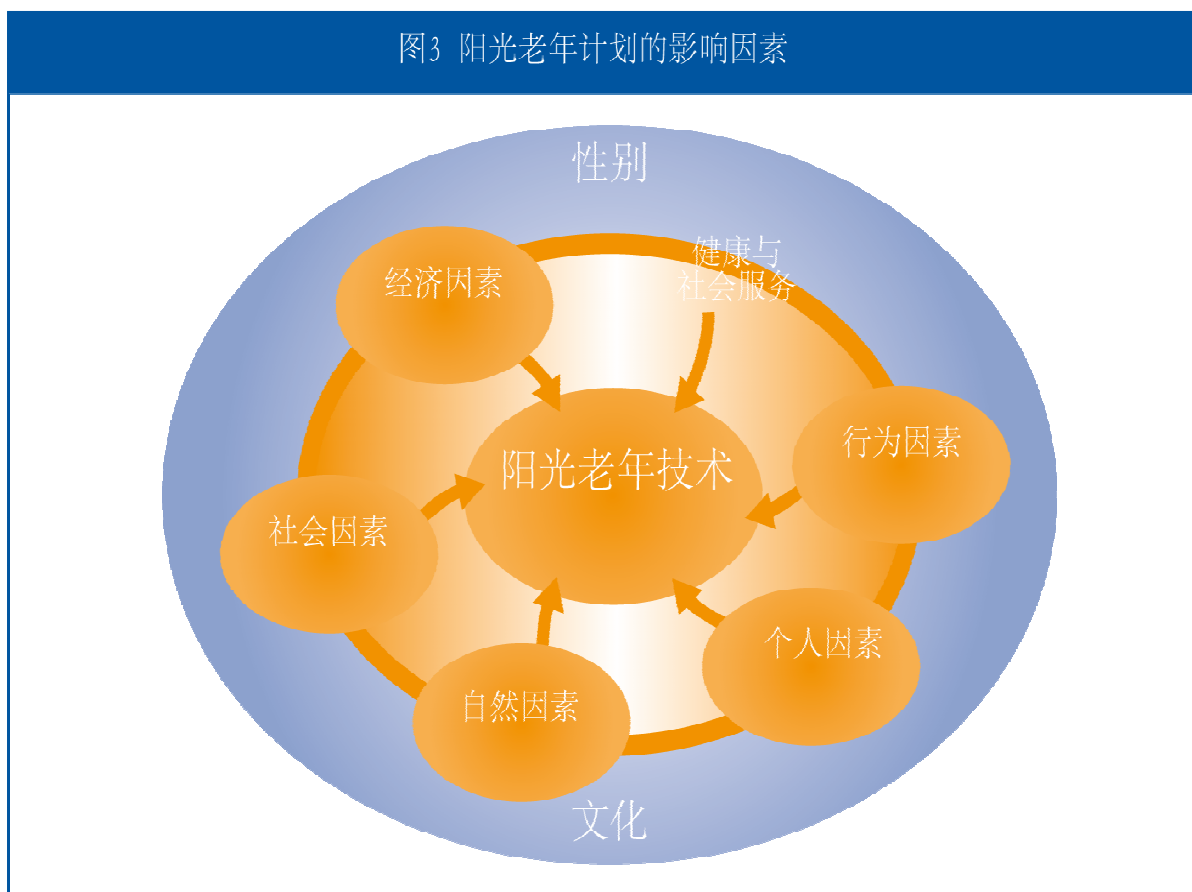 图3 阳光老年计划的影响因素
性别
健康与
社会服务
经济因素
行为因素
阳光老年技术
社会因素
个人因素
自然因素
文化